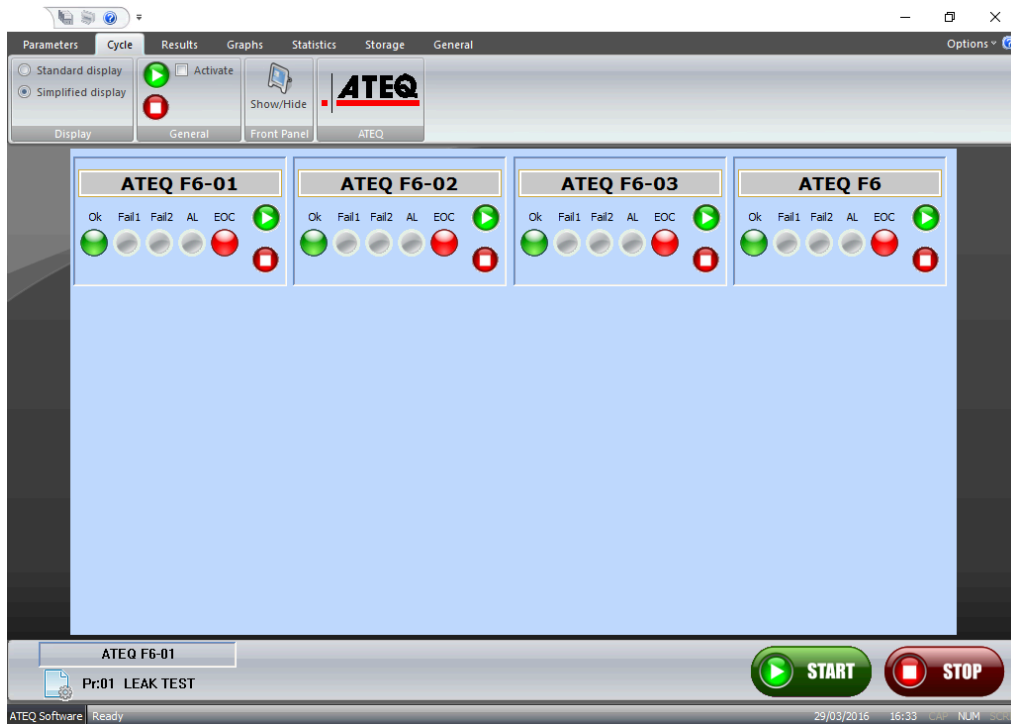 Parameters Cycle Results Graphs Statistics Storage General Options
Standard display
Simplified display
Display
Activate
General
Show/Hide
Front Panel
ATEQ
ATEQ
ATEQ F6-01
Ok Fail1 Fail2 AL EOC
ATEQ F6-02
Ok Fail1 Fail2 AL EOC
ATEQ F6-03
Ok Fail1 Fail2 AL EOC
ATEQ F6
Ok Fail1 Fail2 AL EOC
ATEQ F6-01
Pr:01 LEAK TEST
START
STOP
ATEQ Software Ready 29/03/2016 16:33 CAP NUM SCRL